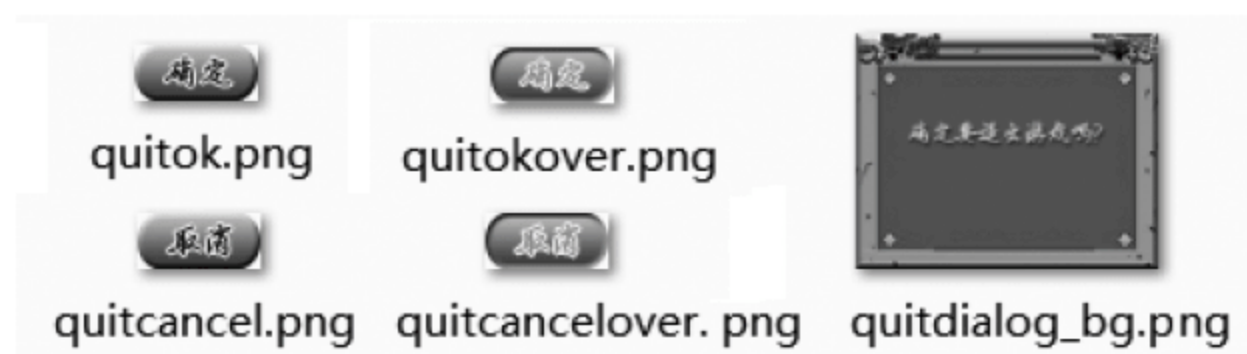 确定
确定
确定要退出游戏吗?
quitok.png
quitokover.png
取消
取消
quitcancel.png
quitcancelover. png
quitdialog_bg.png